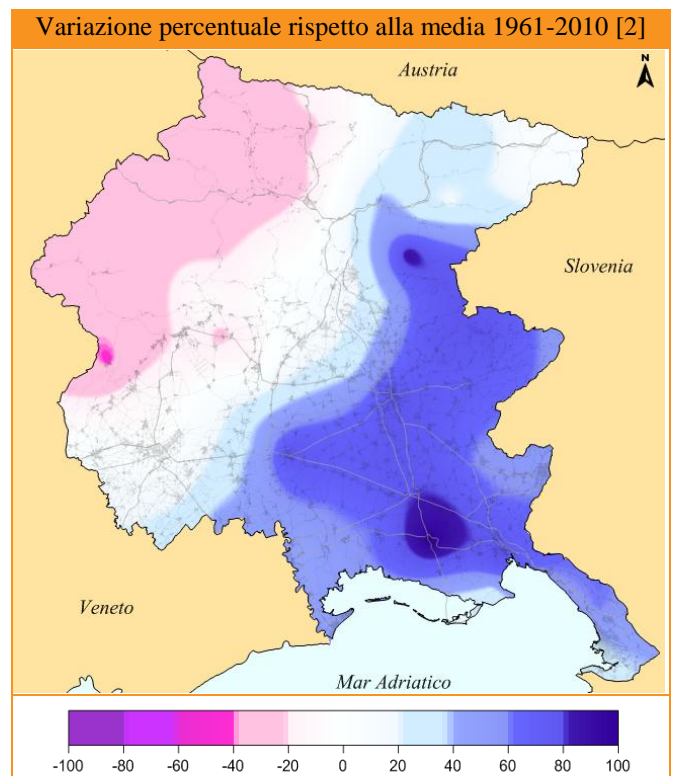 Variazione percentuale rispetto alla media 1961-2010 [2]
Austria
N
Slovenia
Veneto
Mar Adriatico
-100 -80 -60 -40 -20 0 20 40 60 80 100